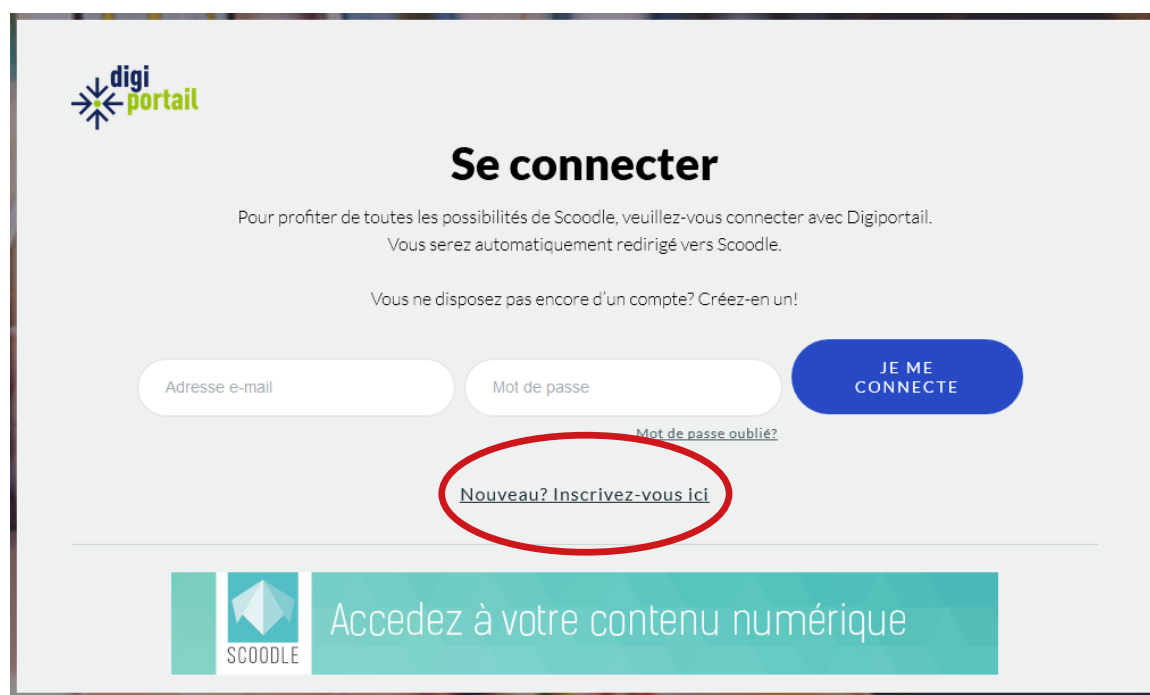 digi
portail
Se connecter
Pour profiter de toutes les possibilités de Scoodle, veuillez-vous connecter avec Digiportail.
Vous serez automatiquement redirigé vers Scoodle.
Vous ne disposez pas encore d'un compte? Créez-en un!
Adresse e-mail
Mot de passe
JE ME
CONNECTE
Mot de passe oublié?
Nouveau? Inscrivez-vous ici
SCOODLE
Accedez à votre contenu numérique